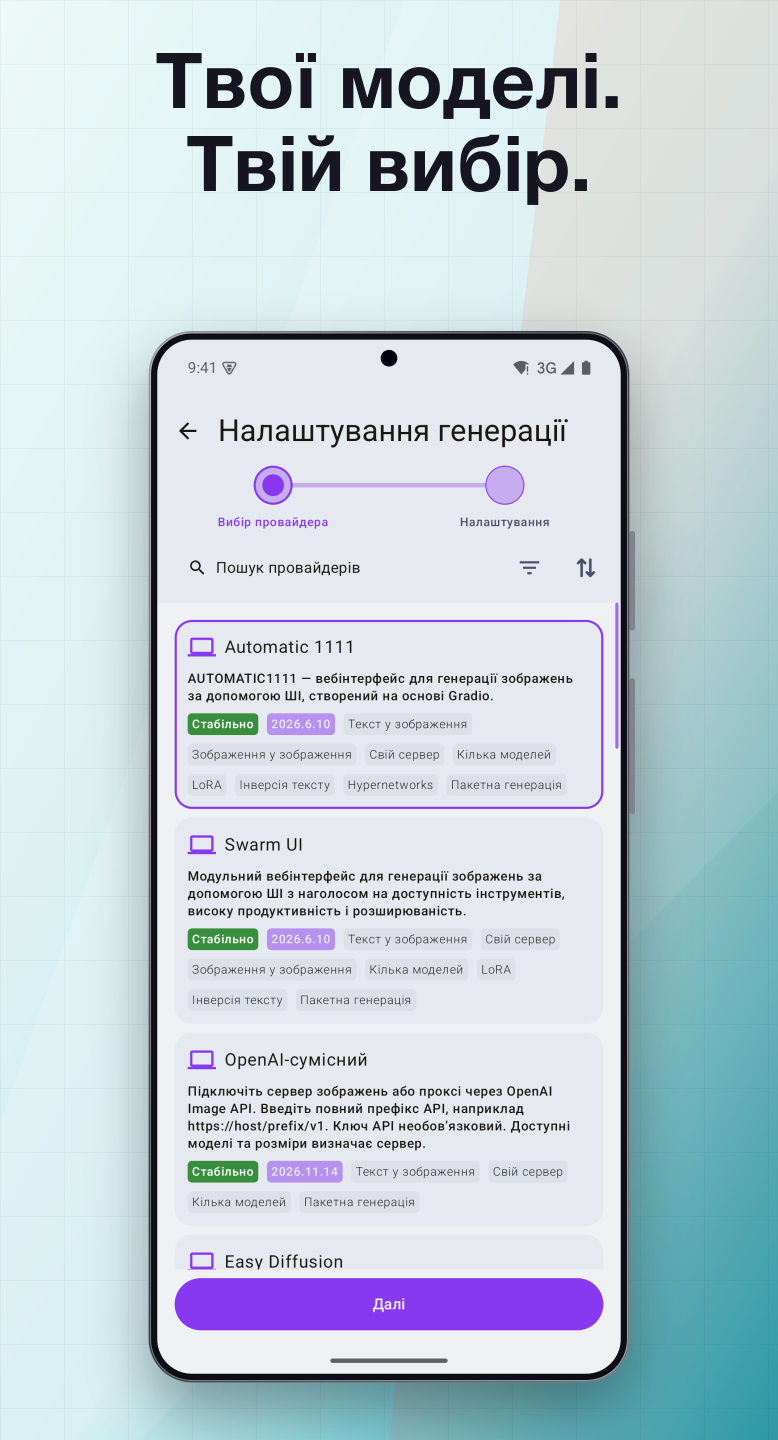 Твої моделі.
Твій вибір.
9:41
3G
Налаштування генерації
Вибір провайдера
Налаштування
Пошук провайдерів
Automatic 1111
AUTOMATIC1111 — вебінтерфейс для генерації зображень
за допомогою ШІ, створений на основі Gradio.
Стабільно 2026.6.10 Текст у зображення
Зображення у зображення Свій сервер Кілька моделей
LoRA Інверсія тексту Hypernetworks Пакетна генерація
Swarm UI
Модульний вебінтерфейс для генерації зображень за
допомогою ШІ з наголосом на доступність інструментів,
високу продуктивність і розширюваність.
Стабільно 2026.6.10 Текст у зображення Свій сервер
Зображення у зображення Кілька моделей LoRA
Інверсія тексту Пакетна генерація
OpenAI-сумісний
Підключіть сервер зображень або проксі через OpenAI
Image API. Введіть повний префікс API, наприклад
https://host/prefix/v1. Ключ API необов’язковий. Доступні
моделі та розміри визначає сервер.
Стабільно 2026.11.14 Текст у зображення Свій сервер
Кілька моделей Пакетна генерація
Easy Diffusion
Далі